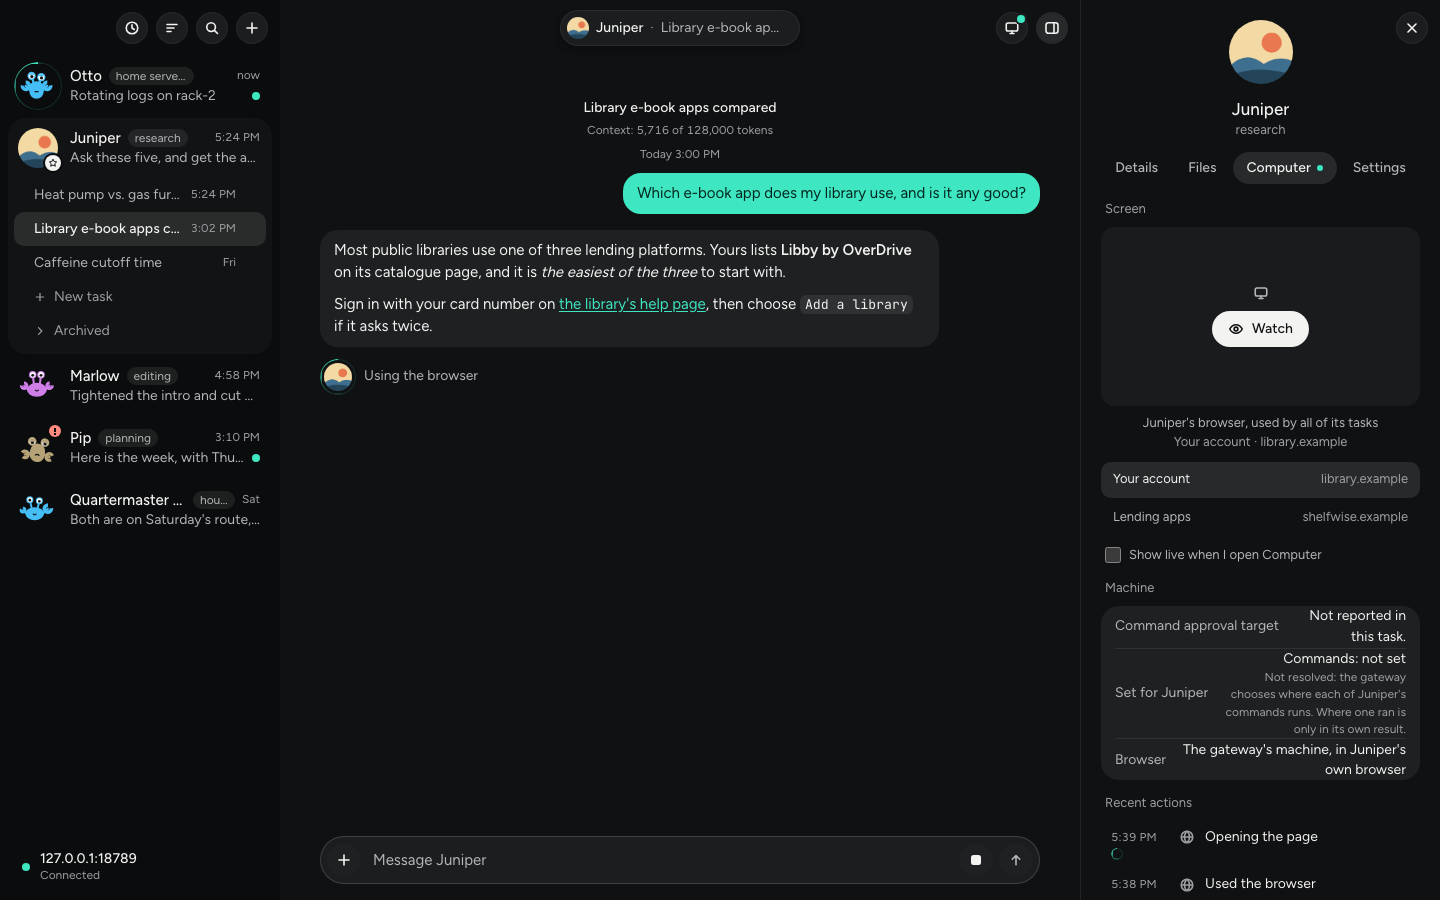 Otto home serve... now
Rotating logs on rack-2
Juniper research 5:24 PM
Ask these five, and get the a...
Heat pump vs. gas fur... 5:24 PM
Library e-book apps c... 3:02 PM
Caffeine cutoff time Fri
New task
Archived
Marlow editing 4:58 PM
Tightened the intro and cut ...
Pip planning 3:10 PM
Here is the week, with Thu...
Quartermaster ... hou... Sat
Both are on Saturday's route,...
127.0.0.1:18789
Connected
Juniper · Library e-book ap...
Library e-book apps compared
Context: 5,716 of 128,000 tokens
Today 3:00 PM
Which e-book app does my library use, and is it any good?
Most public libraries use one of three lending platforms. Yours lists Libby by OverDrive
on its catalogue page, and it is the easiest of the three to start with.
Sign in with your card number on the library's help page, then choose Add a library
if it asks twice.
Using the browser
Message Juniper
Juniper
research
Details Files Computer Settings
Screen
Watch
Juniper's browser, used by all of its tasks
Your account · library.example
Your account library.example
Lending apps shelfwise.example
Show live when I open Computer
Machine
Command approval target Not reported in
this task.
Commands: not set
Set for Juniper Not resolved: the gateway
chooses where each of Juniper's
commands runs. Where one ran is
only in its own result.
Browser The gateway's machine, in Juniper's
own browser
Recent actions
5:39 PM Opening the page
5:38 PM Used the browser